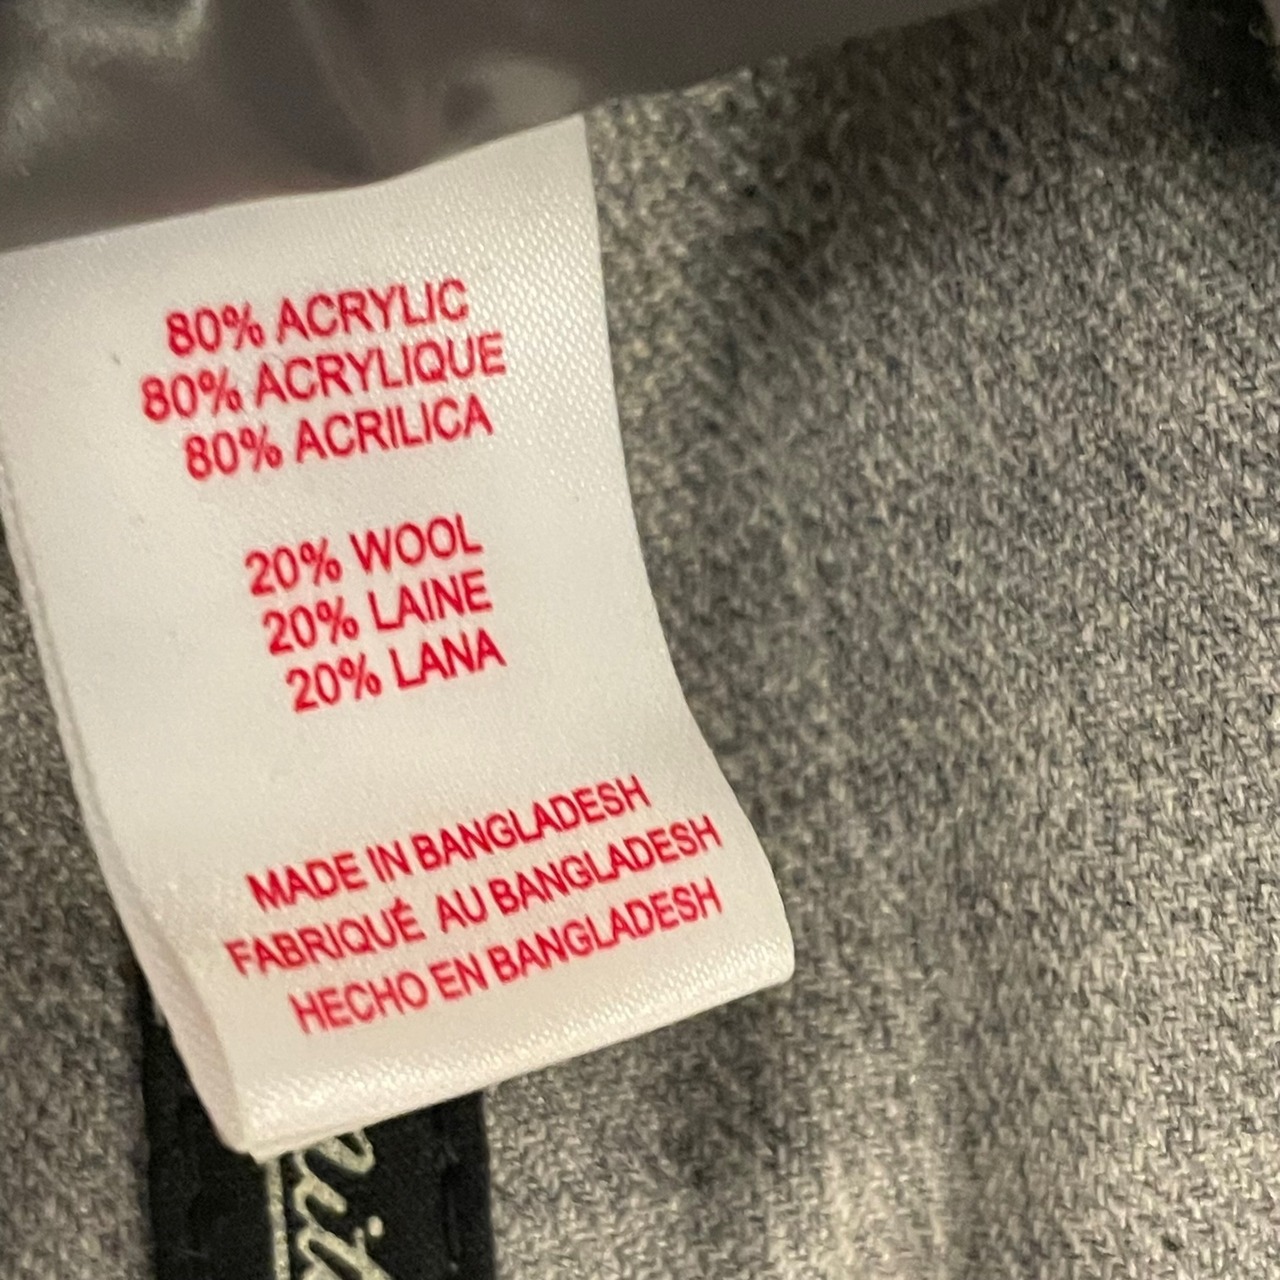 80% ACRYLIC
80% ACRYLIQUE
80% ACRILICA
20% WOOL
20% LAINE
20% LANA
MADE IN BANGLADESH
FABRIQUÉ AU BANGLADESH
HECHO EN BANGLADESH